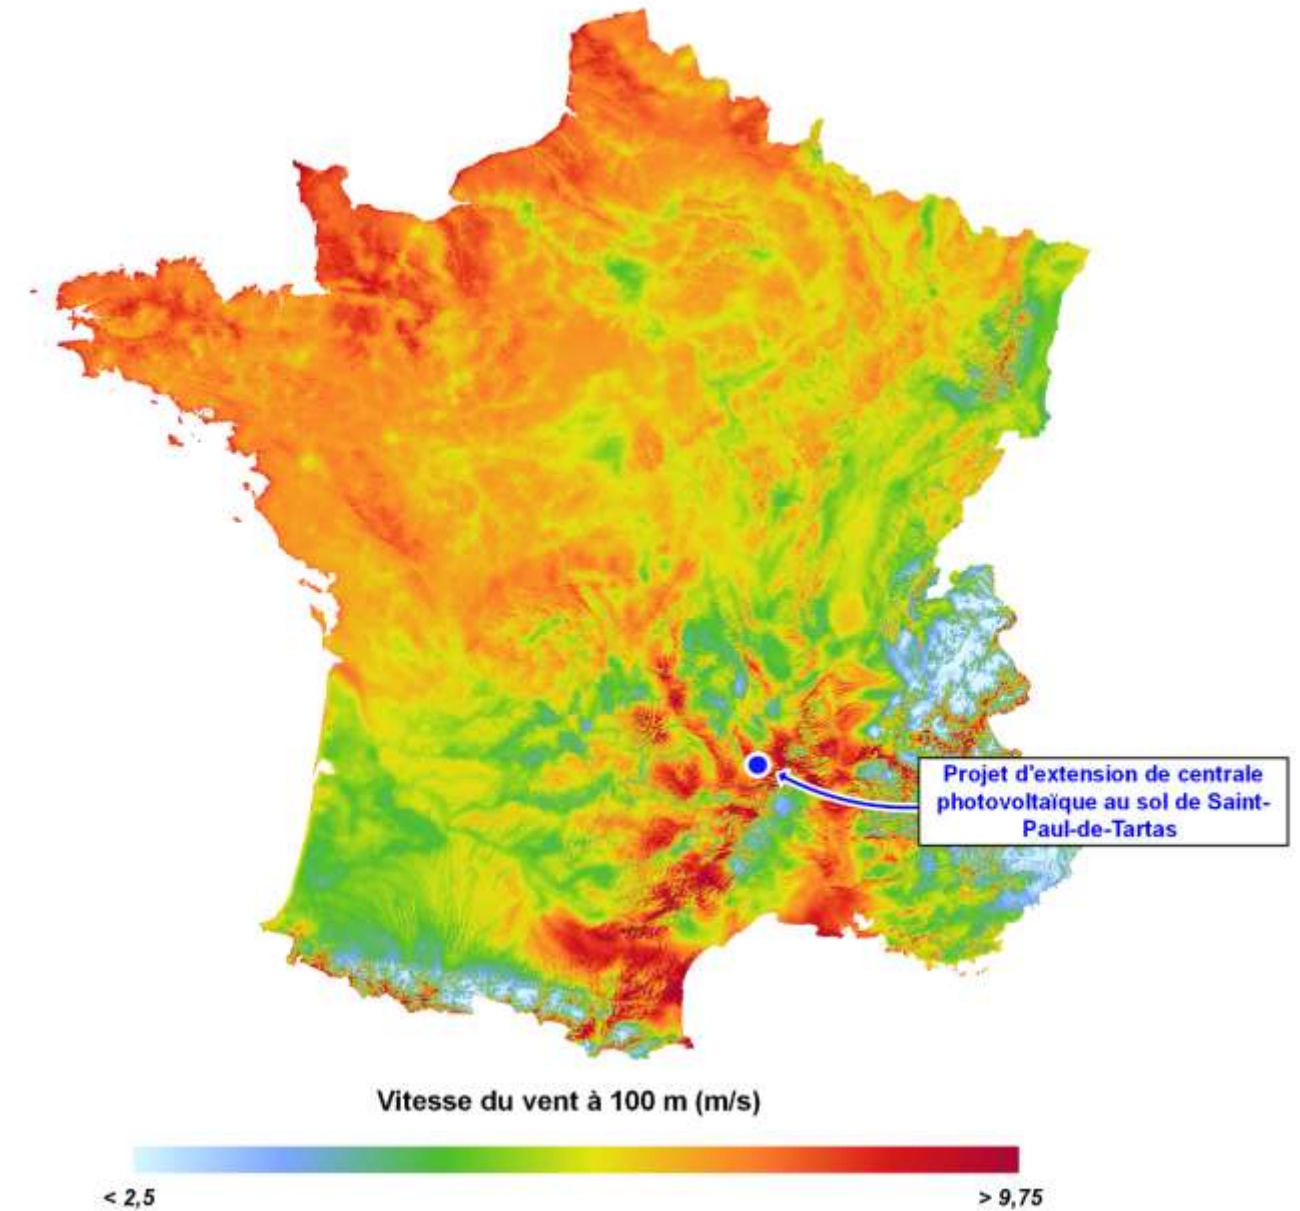 Projet d'extension de centrale
photovoltaïque au sol de Saint-
Paul-de-Tartas
Vitesse du vent à 100 m (m/s)
< 2,5
> 9,75